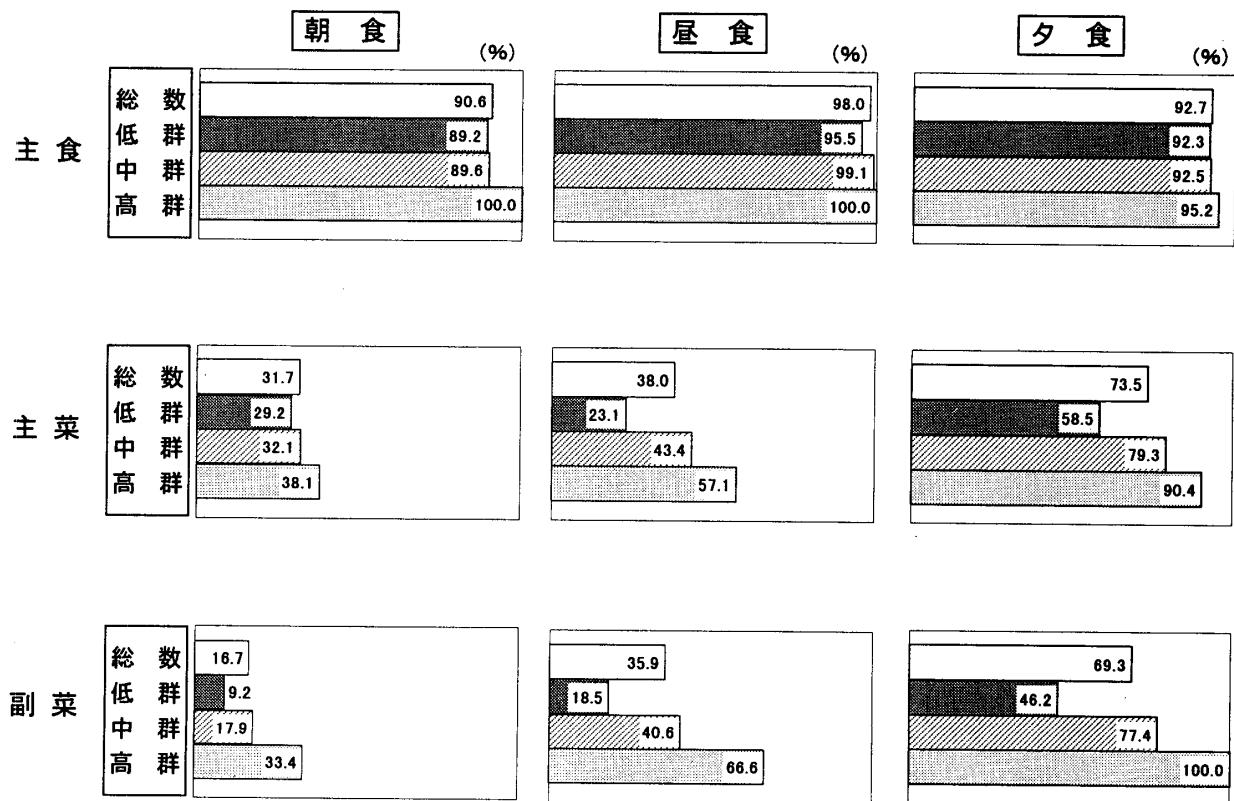 朝 食 昼 食 夕 食
(%) (%) (%)
主 食
総 数 90.6 98.0 92.7
低 群 89.2 95.5 92.3
中 群 89.6 99.1 92.5
高 群 100.0 100.0 95.2
主 菜
総 数 31.7 38.0 73.5
低 群 29.2 23.1 58.5
中 群 32.1 43.4 79.3
高 群 38.1 57.1 90.4
副 菜
総 数 16.7 35.9 69.3
低 群 9.2 18.5 46.2
中 群 17.9 40.6 77.4
高 群 33.4 66.6 100.0